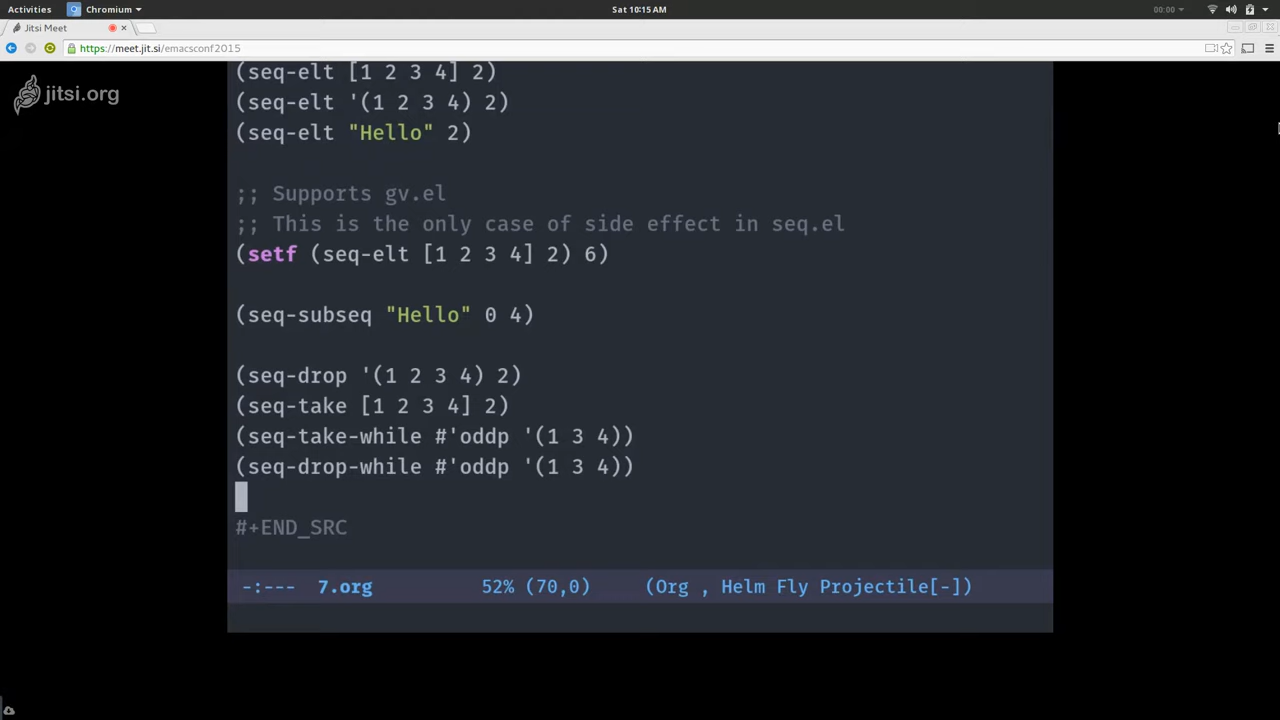 Activities Chromium Sat 10:15 AM 00:00
Jitsi Meet
https://meet.jit.si/emacsconf2015
jitsi.org
(seq-elt [1 2 3 4] 2)
(seq-elt '(1 2 3 4) 2)
(seq-elt "Hello" 2)
;; Supports gv.el
;; This is the only case of side effect in seq.el
(setf (seq-elt [1 2 3 4] 2) 6)
(seq-subseq "Hello" 0 4)
(seq-drop '(1 2 3 4) 2)
(seq-take [1 2 3 4] 2)
(seq-take-while #'oddp '(1 3 4))
(seq-drop-while #'oddp '(1 3 4))
#+END_SRC
-:--- 7.org 52% (70,0) (Org , Helm Fly Projectile[-])